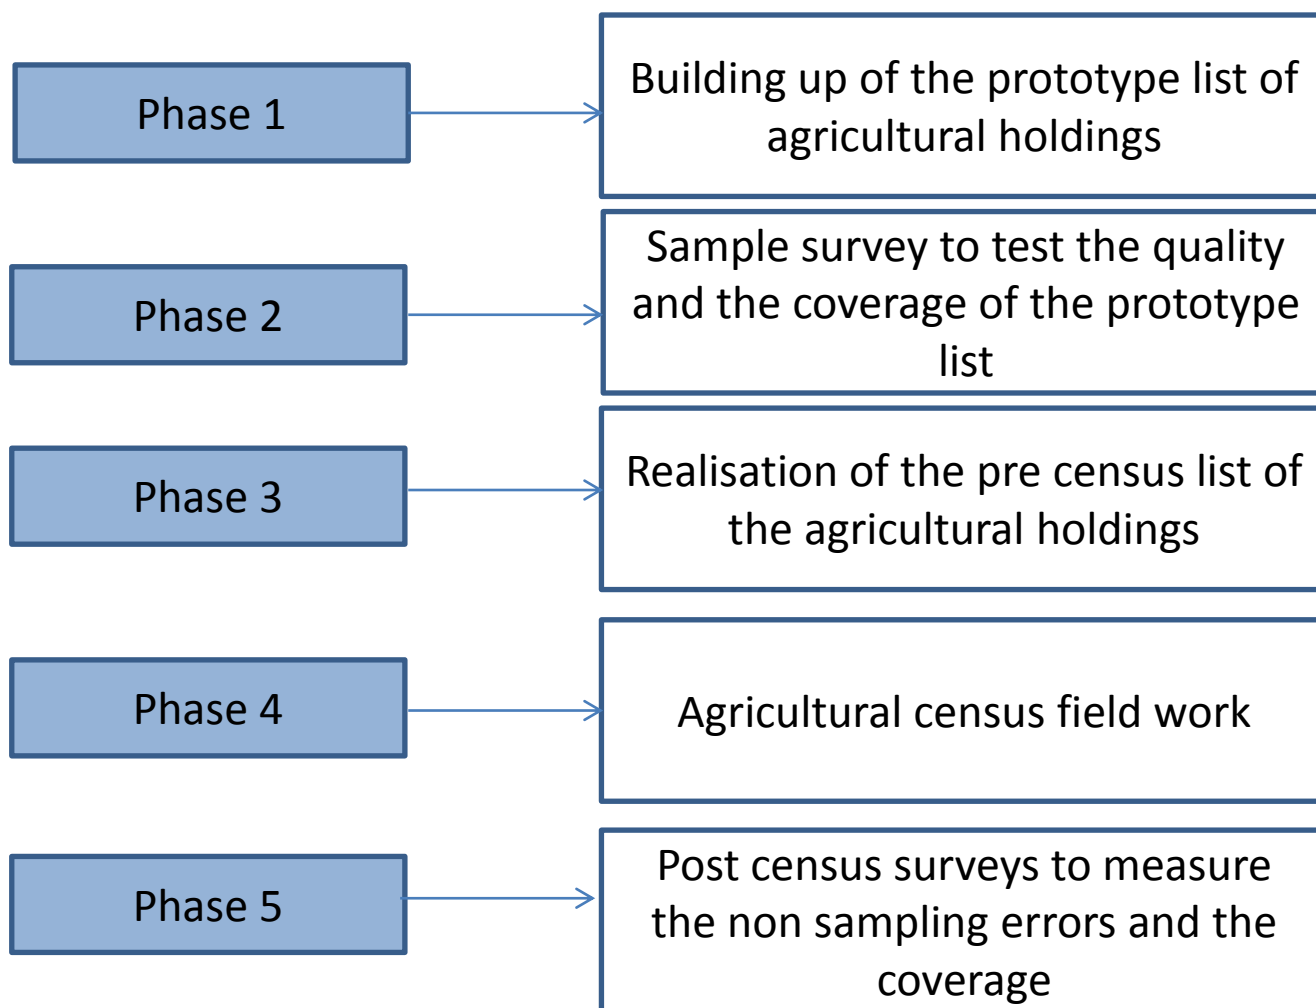 Phase 1
Building up of the prototype list of
agricultural holdings
Phase 2
Sample survey to test the quality
and the coverage of the prototype
list
Phase 3
Realisation of the pre census list of
the agricultural holdings
Phase 4
Agricultural census field work
Phase 5
Post census surveys to measure
the non sampling errors and the
coverage